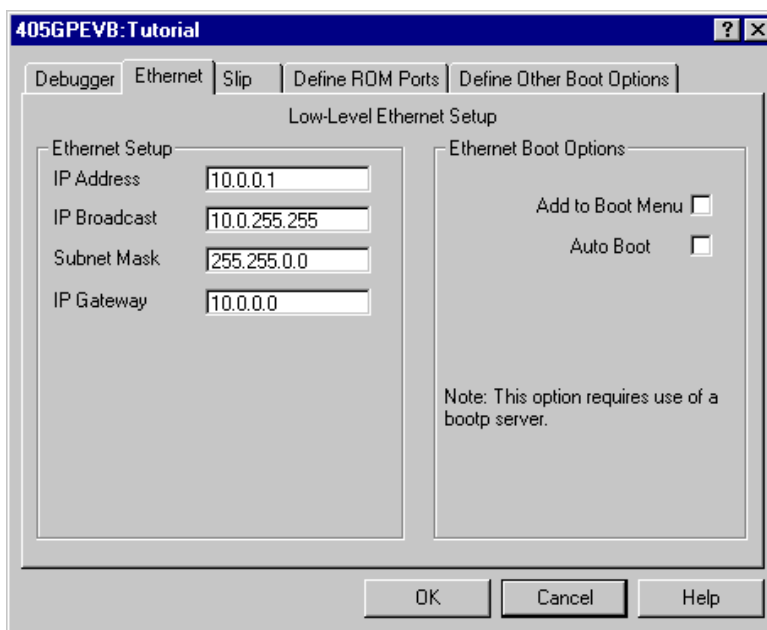 405GPEVB:Tutorial
Debugger Ethernet Slip Define ROM Ports Define Other Boot Options
Low-Level Ethernet Setup
Ethernet Setup
IP Address 10.0.0.1
IP Broadcast 10.0.255.255
Subnet Mask 255.255.0.0
IP Gateway 10.0.0.0
Ethernet Boot Options
Add to Boot Menu
Auto Boot
Note: This option requires use of a
bootp server.
OK Cancel Help